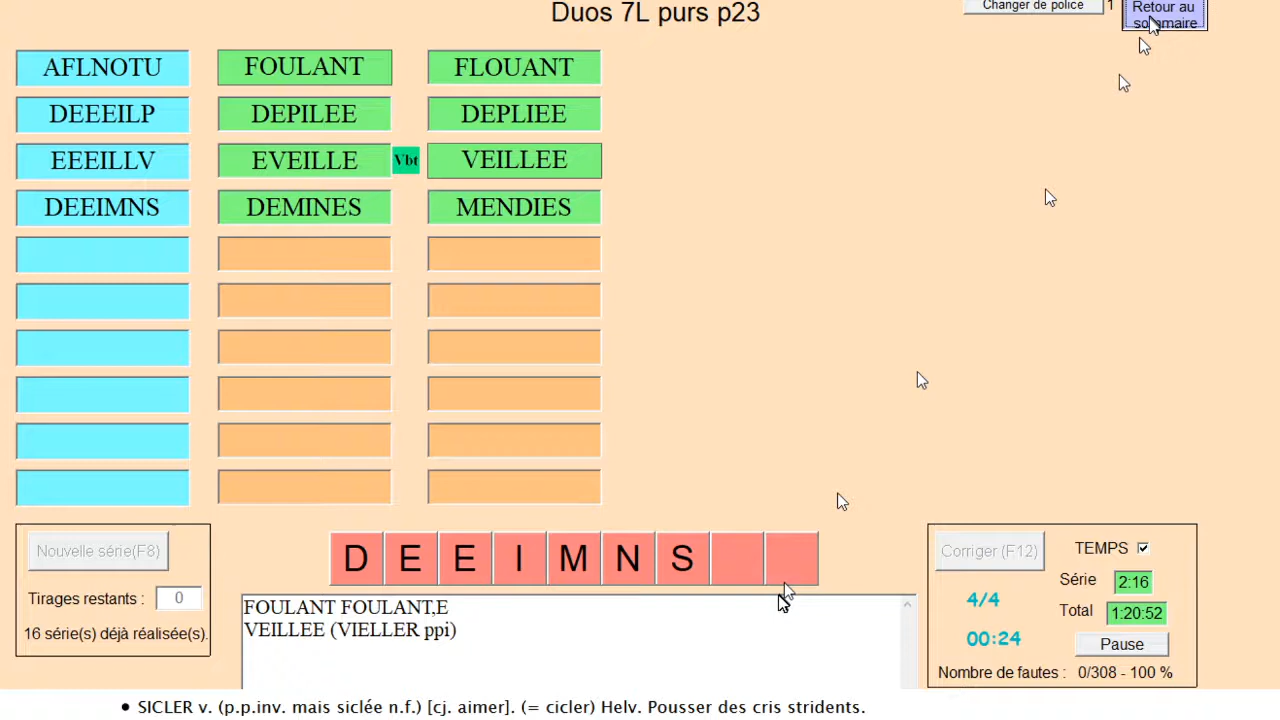 Duos 7L purs p23
Changer de police 1
Retour au sommaire
AFLNOTU FOULANT FLOUANT
DEEEILP DEPILEE DEPLIEE
EEEILLV EVEILLE Vbt VEILLEE
DEEIMNS DEMINES MENDIES
Nouvelle série(F8)
Tirages restants : 0
16 série(s) déjà réalisée(s).
D E E I M N S
FOULANT FOULANT,E
VEILLEE (VIELLER ppi)
Corriger (F12) TEMPS
Série 2:16
4/4
Total 1:20:52
00:24
Pause
Nombre de fautes : 0/308 - 100 %
• SICLER v. (p.p.inv. mais siclée n.f.) [cj. aimer]. (= cicler) Helv. Pousser des cris stridents.